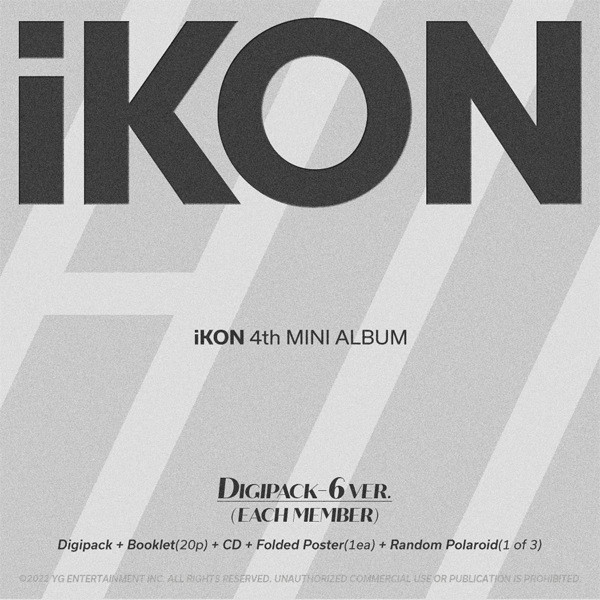 iKON
iKON 4th MINI ALBUM
DIGIPACK-6 VER.
(EACH MEMBER)
Digipack + Booklet(20p) + CD + Folded Poster(1ea) + Random Polaroid(1 of 3)
©2022 YG ENTERTAINMENT INC. ALL RIGHTS RESERVED. UNAUTHORIZED COMMERCIAL USE OR PUBLICATION IS PROHIBITED.